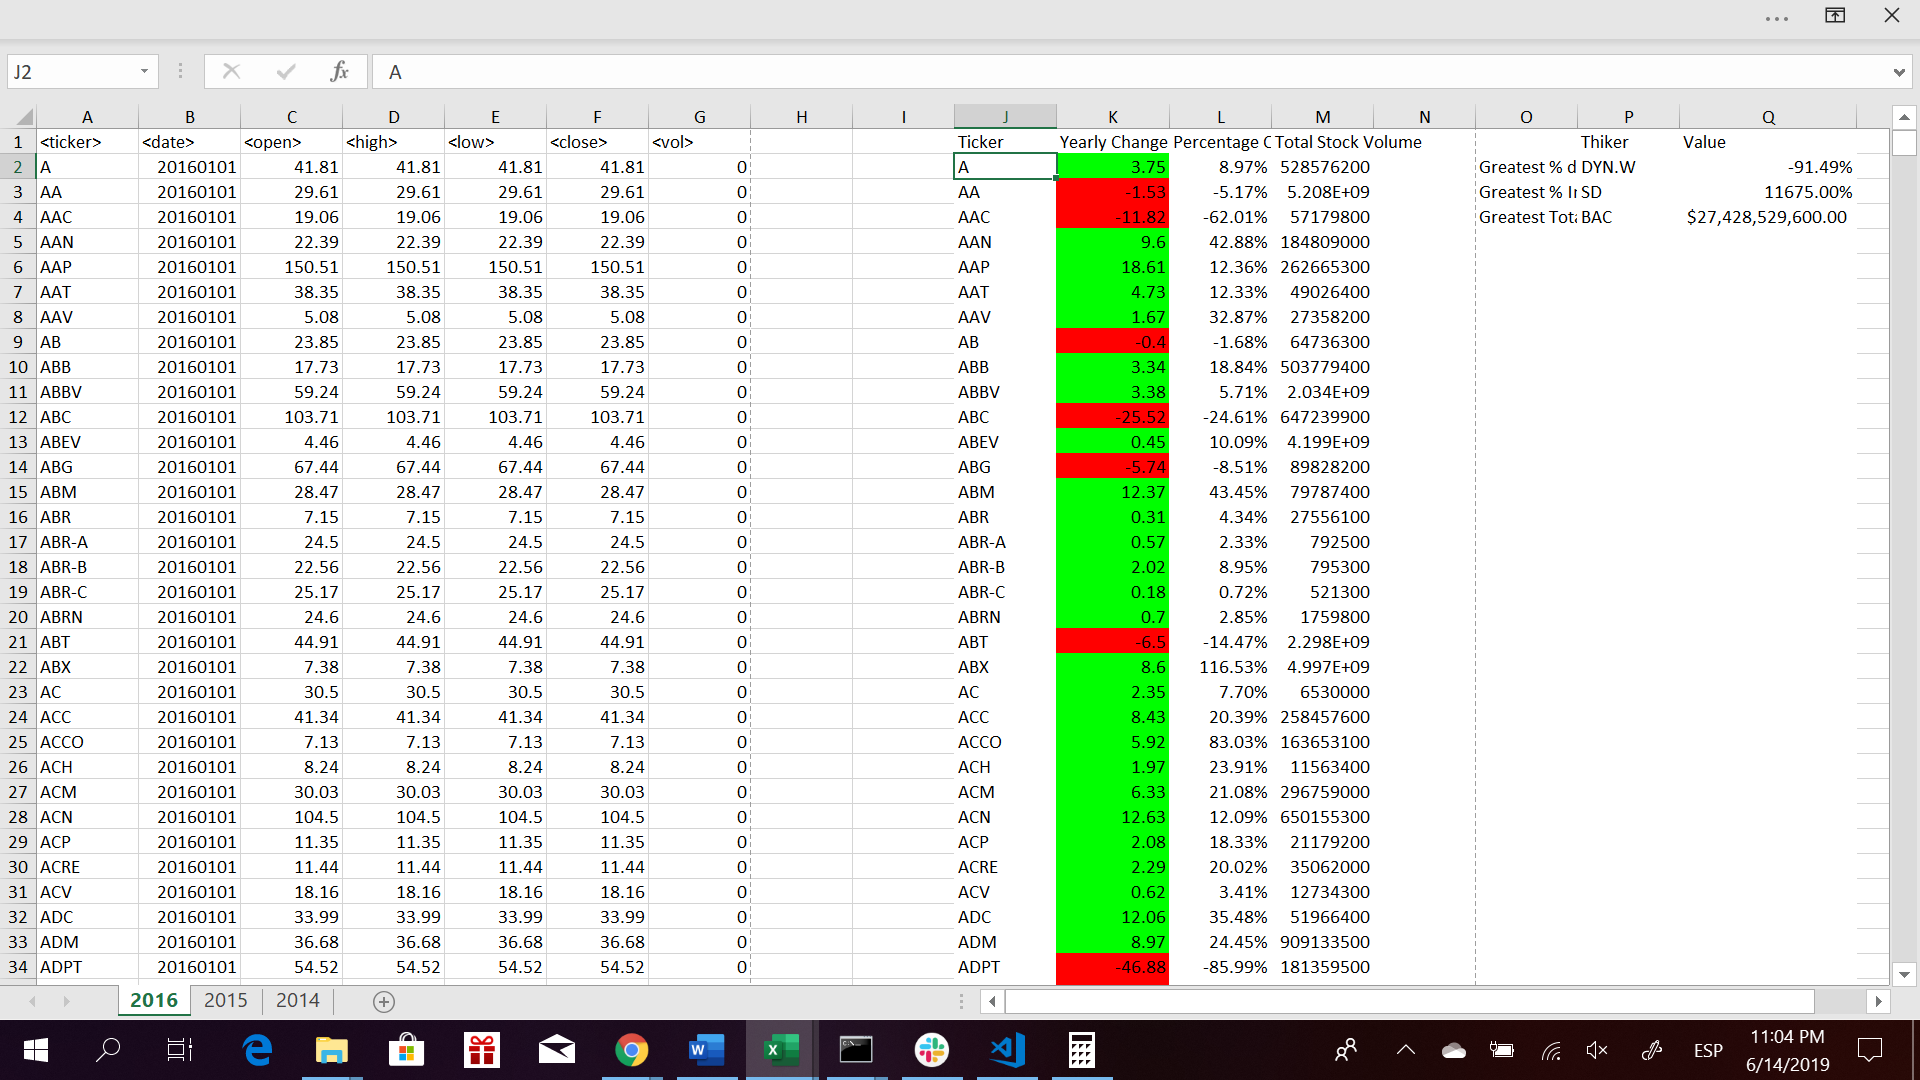 J2 fx A
A B C D E F G H I J K L M N O P Q
1 <ticker> <date> <open> <high> <low> <close> <vol> Ticker Yearly Change Percentage C Total Stock Volume Thiker Value
2 A 20160101 41.81 41.81 41.81 41.81 0 A 3.75 8.97% 528576200 Greatest % d DYN.W -91.49%
3 AA 20160101 29.61 29.61 29.61 29.61 0 AA -1.53 -5.17% 5.208E+09 Greatest % Ir SD 11675.00%
4 AAC 20160101 19.06 19.06 19.06 19.06 0 AAC -11.82 -62.01% 57179800 Greatest Tota BAC $27,428,529,600.00
5 AAN 20160101 22.39 22.39 22.39 22.39 0 AAN 9.6 42.88% 184809000
6 AAP 20160101 150.51 150.51 150.51 150.51 0 AAP 18.61 12.36% 262665300
7 AAT 20160101 38.35 38.35 38.35 38.35 0 AAT 4.73 12.33% 49026400
8 AAV 20160101 5.08 5.08 5.08 5.08 0 AAV 1.67 32.87% 27358200
9 AB 20160101 23.85 23.85 23.85 23.85 0 AB -0.4 -1.68% 64736300
10 ABB 20160101 17.73 17.73 17.73 17.73 0 ABB 3.34 18.84% 503779400
11 ABBV 20160101 59.24 59.24 59.24 59.24 0 ABBV 3.38 5.71% 2.034E+09
12 ABC 20160101 103.71 103.71 103.71 103.71 0 ABC -25.52 -24.61% 647239900
13 ABEV 20160101 4.46 4.46 4.46 4.46 0 ABEV 0.45 10.09% 4.199E+09
14 ABG 20160101 67.44 67.44 67.44 67.44 0 ABG -5.74 -8.51% 89828200
15 ABM 20160101 28.47 28.47 28.47 28.47 0 ABM 12.37 43.45% 79787400
16 ABR 20160101 7.15 7.15 7.15 7.15 0 ABR 0.31 4.34% 27556100
17 ABR-A 20160101 24.5 24.5 24.5 24.5 0 ABR-A 0.57 2.33% 792500
18 ABR-B 20160101 22.56 22.56 22.56 22.56 0 ABR-B 2.02 8.95% 795300
19 ABR-C 20160101 25.17 25.17 25.17 25.17 0 ABR-C 0.18 0.72% 521300
20 ABRN 20160101 24.6 24.6 24.6 24.6 0 ABRN 0.7 2.85% 1759800
21 ABT 20160101 44.91 44.91 44.91 44.91 0 ABT -6.5 -14.47% 2.298E+09
22 ABX 20160101 7.38 7.38 7.38 7.38 0 ABX 8.6 116.53% 4.997E+09
23 AC 20160101 30.5 30.5 30.5 30.5 0 AC 2.35 7.70% 6530000
24 ACC 20160101 41.34 41.34 41.34 41.34 0 ACC 8.43 20.39% 258457600
25 ACCO 20160101 7.13 7.13 7.13 7.13 0 ACCO 5.92 83.03% 163653100
26 ACH 20160101 8.24 8.24 8.24 8.24 0 ACH 1.97 23.91% 11563400
27 ACM 20160101 30.03 30.03 30.03 30.03 0 ACM 6.33 21.08% 296759000
28 ACN 20160101 104.5 104.5 104.5 104.5 0 ACN 12.63 12.09% 650155300
29 ACP 20160101 11.35 11.35 11.35 11.35 0 ACP 2.08 18.33% 21179200
30 ACRE 20160101 11.44 11.44 11.44 11.44 0 ACRE 2.29 20.02% 35062000
31 ACV 20160101 18.16 18.16 18.16 18.16 0 ACV 0.62 3.41% 12734300
32 ADC 20160101 33.99 33.99 33.99 33.99 0 ADC 12.06 35.48% 51966400
33 ADM 20160101 36.68 36.68 36.68 36.68 0 ADM 8.97 24.45% 909133500
34 ADPT 20160101 54.52 54.52 54.52 54.52 0 ADPT -46.88 -85.99% 181359500
2016 2015 2014
ESP 11:04 PM
6/14/2019